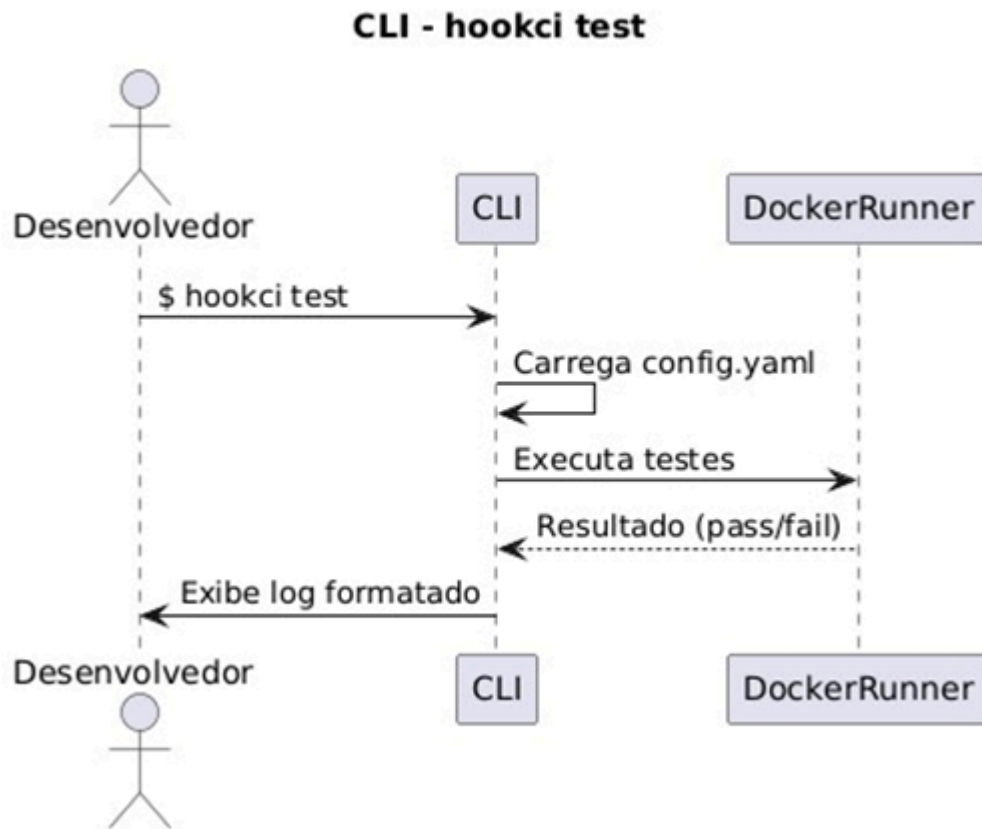 CLI - hookci test
Desenvolvedor
CLI
DockerRunner
$ hookci test
Carrega config.yaml
Executa testes
Resultado (pass/fail)
Exibe log formatado
Desenvolvedor
CLI
DockerRunner